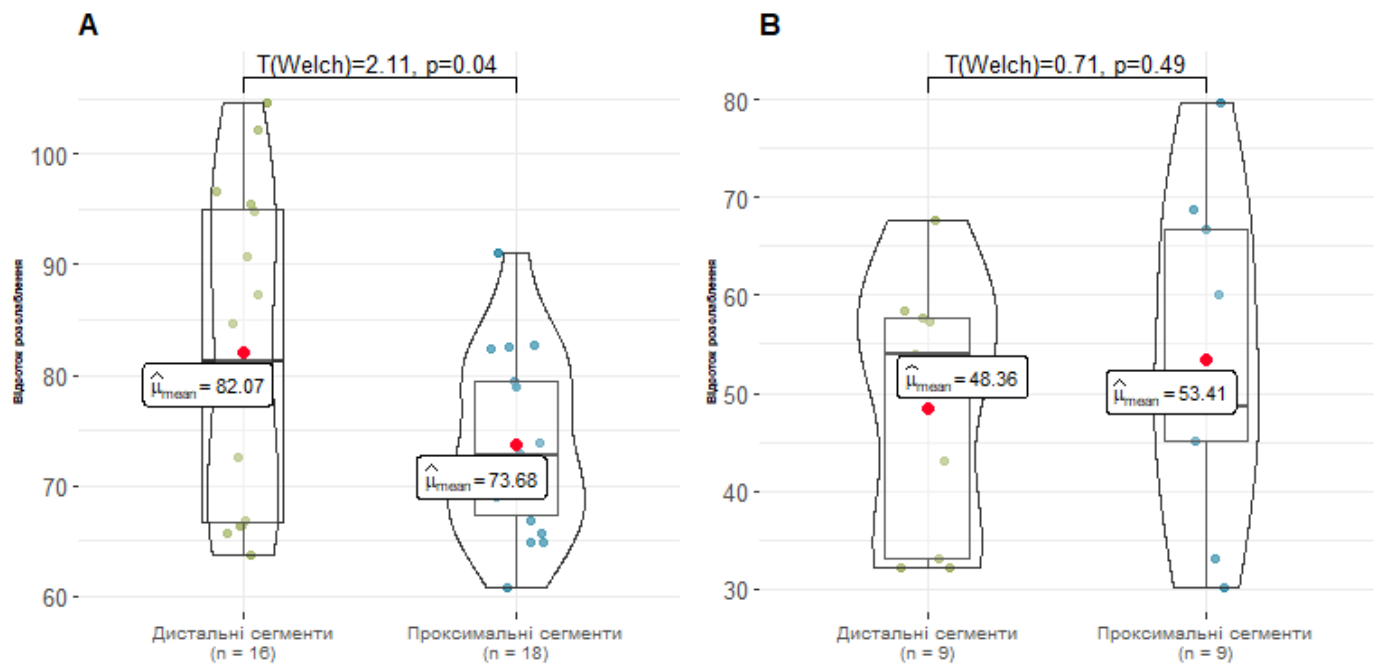 A
T(Welch)=2.11, p=0.04
Відсоток розслаблення
100
90
80
70
60
μ̂mean = 82.07
μ̂mean = 73.68
Дистальні сегменти
(n = 16)
Проксимальні сегменти
(n = 18)
B
T(Welch)=0.71, p=0.49
Відсоток розслаблення
80
70
60
50
40
30
μ̂mean = 48.36
μ̂mean = 53.41
Дистальні сегменти
(n = 9)
Проксимальні сегменти
(n = 9)